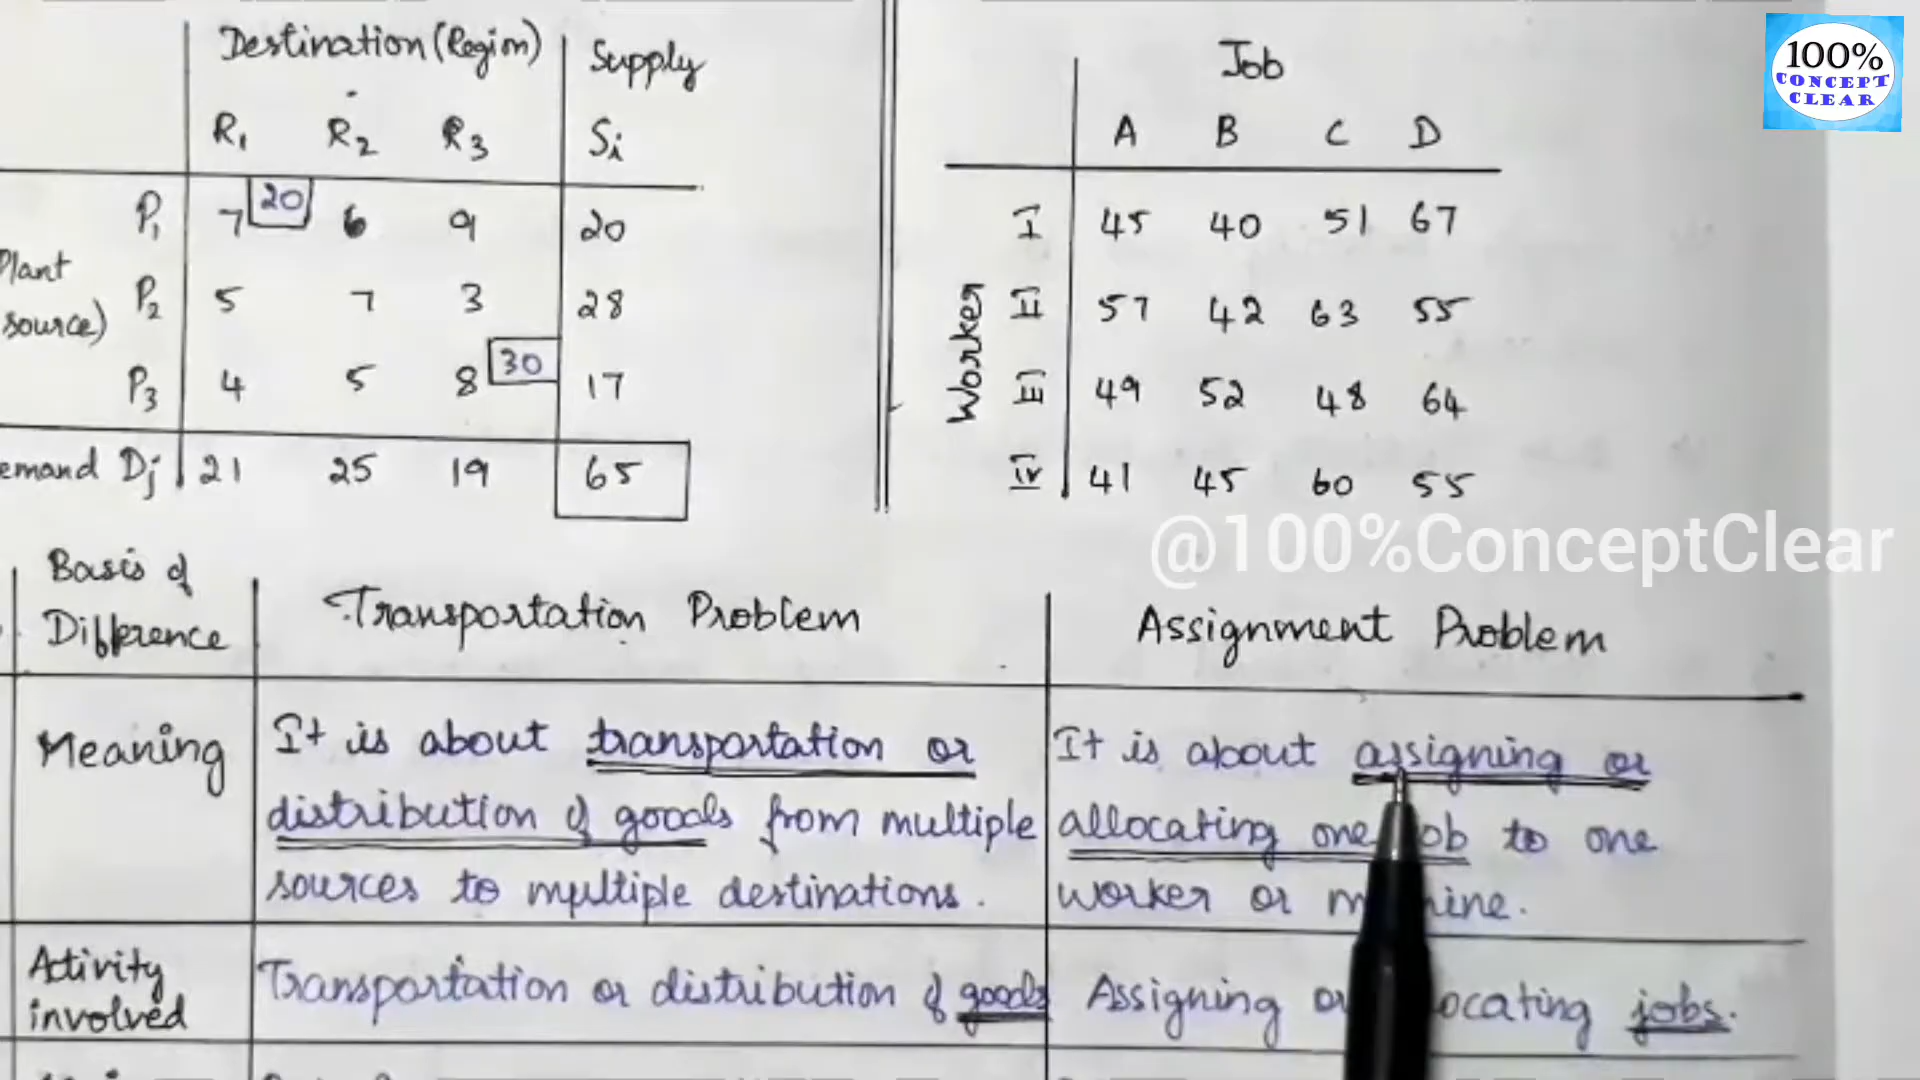 Destination (Region) Supply
R1 R2 R3 Si
P1 7 20 6 9 20
Plant
source)
P2 5 7 3 28
P3 4 5 8 30 17
emand Dj 21 25 19 65
Job
A B C D
Worker
I 45 40 51 67
II 57 42 63 55
III 49 52 48 64
IV 41 45 60 55
100%
CONCEPT
CLEAR
@100%ConceptClear
Basis of
Difference
Transportation Problem
Assignment Problem
Meaning
It is about transportation or
distribution of goods from multiple
sources to multiple destinations.
It is about assigning or
allocating one job to one
worker or machine.
Activity
involved
Transportation or distribution of goods
Assigning or allocating jobs.